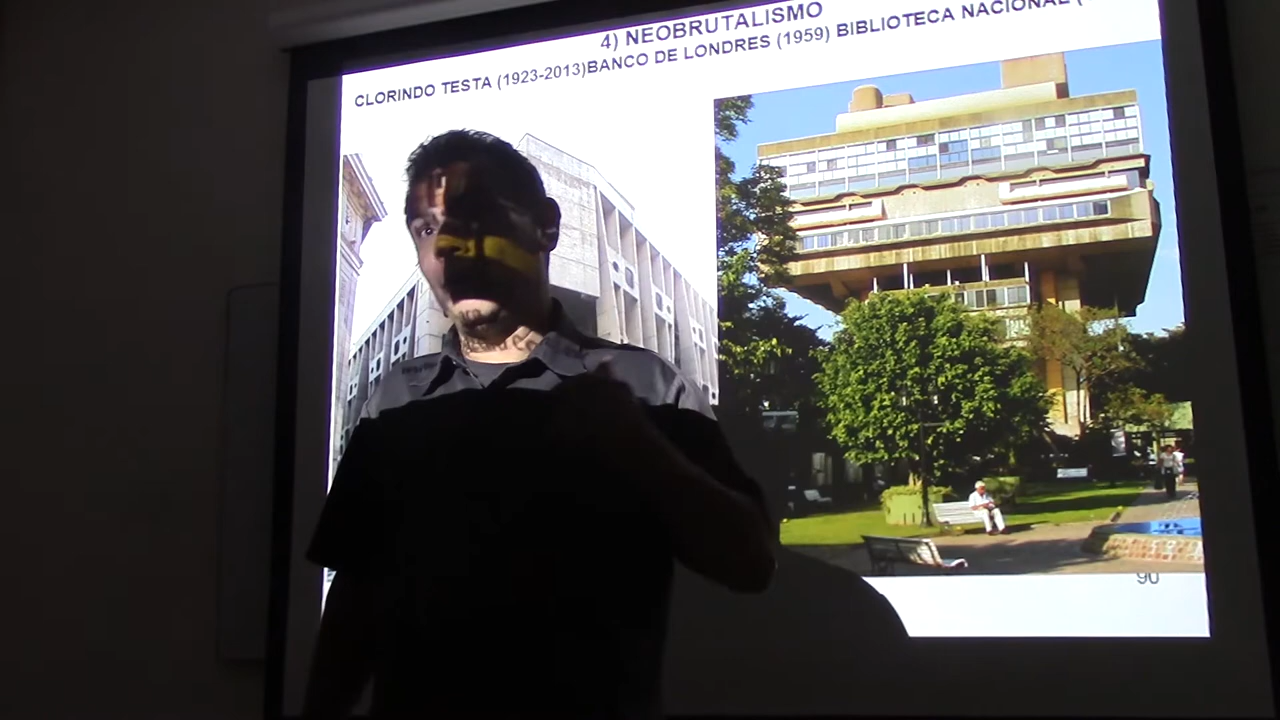 4) NEOBRUTALISMO
CLORINDO TESTA (1923-2013)BANCO DE LONDRES (1959) BIBLIOTECA NACIONAL (
90